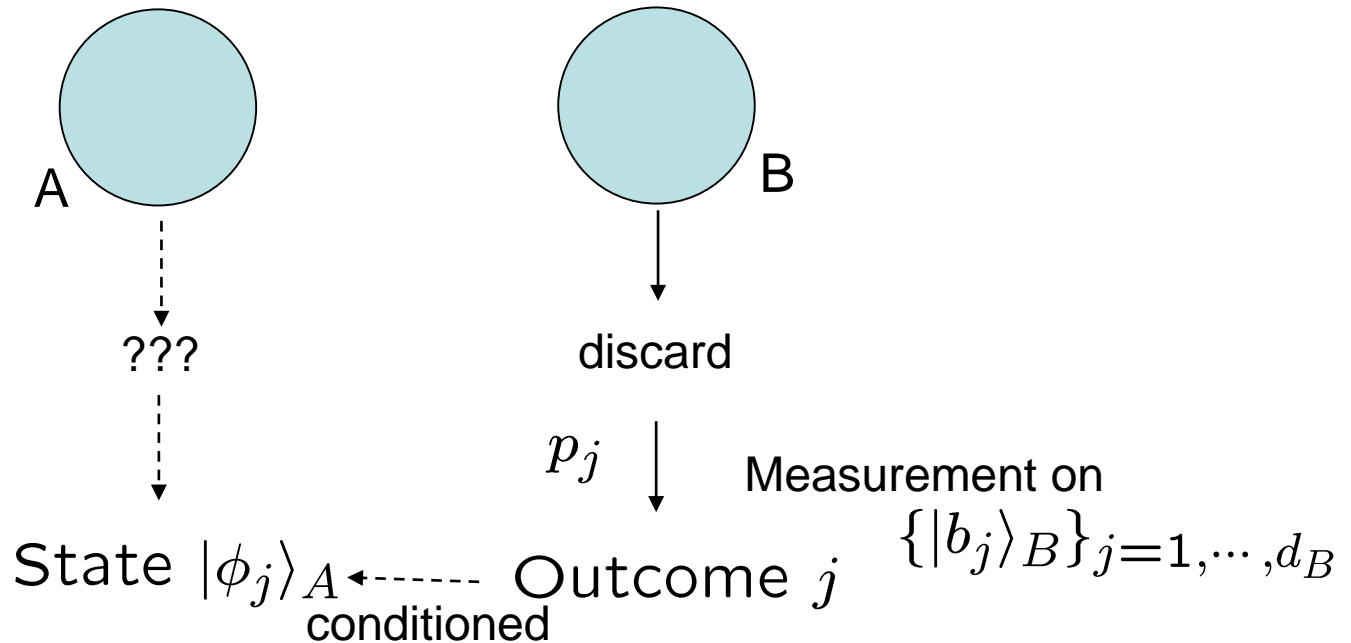 A
B
???
discard
p_j
Measurement on
{|b_j⟩_B}_{j=1,⋯,d_B}
State |ϕ_j⟩_A
Outcome j
conditioned